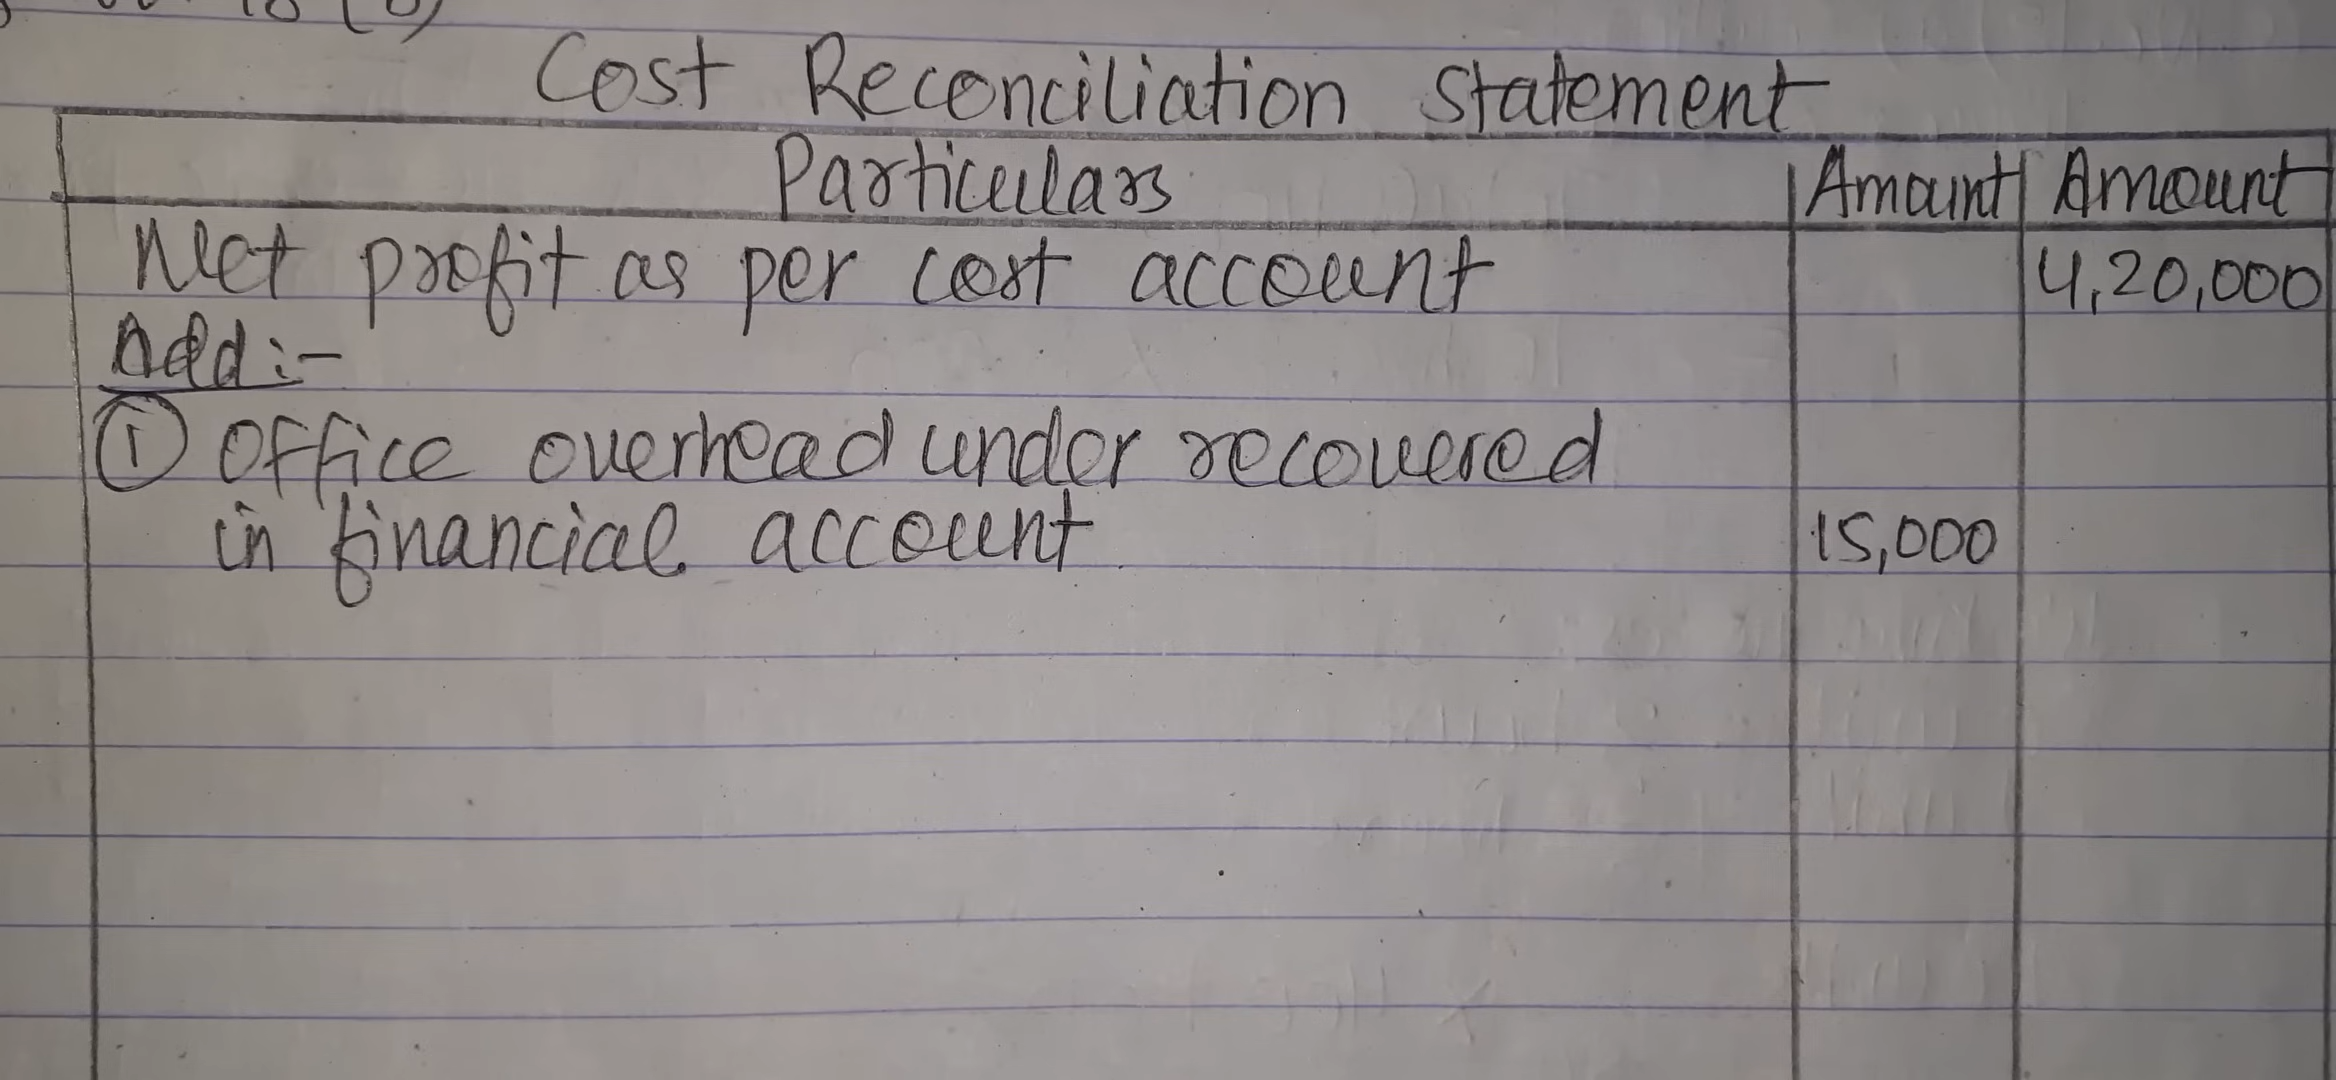 Cost Reconciliation Statement
Particulars Amount Amount
Net profit as per cost account 4,20,000
Add :-
① Office overhead under recovered
in financial account 15,000